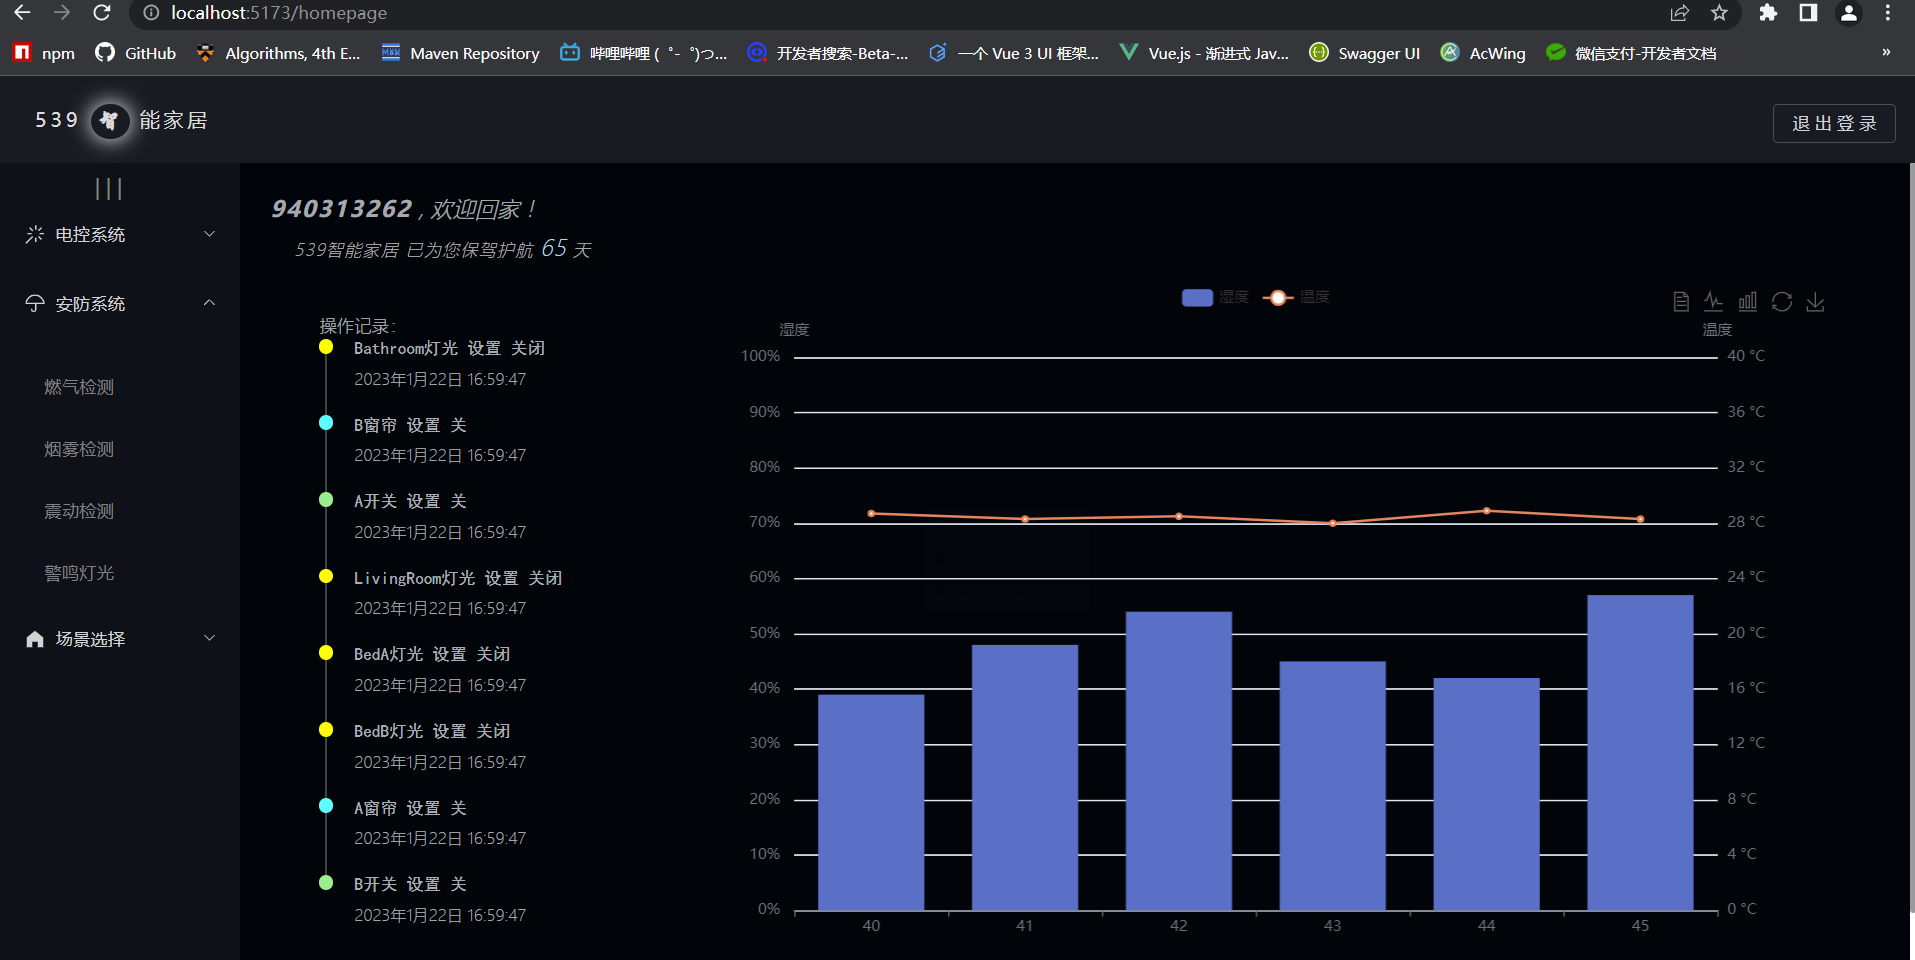 localhost:5173/homepage
npm GitHub Algorithms, 4th E... Maven Repository 哔哩哔哩 ( ゜- ゜)つ... 开发者搜索-Beta-... 一个 Vue 3 UI 框架... Vue.js - 渐进式 Jav... Swagger UI AcWing 微信支付-开发者文档 »
539 能家居
退出登录
|||
电控系统
安防系统
燃气检测
烟雾检测
震动检测
警鸣灯光
场景选择
940313262 , 欢迎回家！
539智能家居 已为您保驾护航 65 天
操作记录:
Bathroom灯光 设置 关闭
2023年1月22日 16:59:47
B窗帘 设置 关
2023年1月22日 16:59:47
A开关 设置 关
2023年1月22日 16:59:47
LivingRoom灯光 设置 关闭
2023年1月22日 16:59:47
BedA灯光 设置 关闭
2023年1月22日 16:59:47
BedB灯光 设置 关闭
2023年1月22日 16:59:47
A窗帘 设置 关
2023年1月22日 16:59:47
B开关 设置 关
2023年1月22日 16:59:47
湿度 温度
湿度 温度
100% 40 °C
90% 36 °C
80% 32 °C
70% 28 °C
60% 24 °C
50% 20 °C
40% 16 °C
30% 12 °C
20% 8 °C
10% 4 °C
0% 0 °C
40 41 42 43 44 45